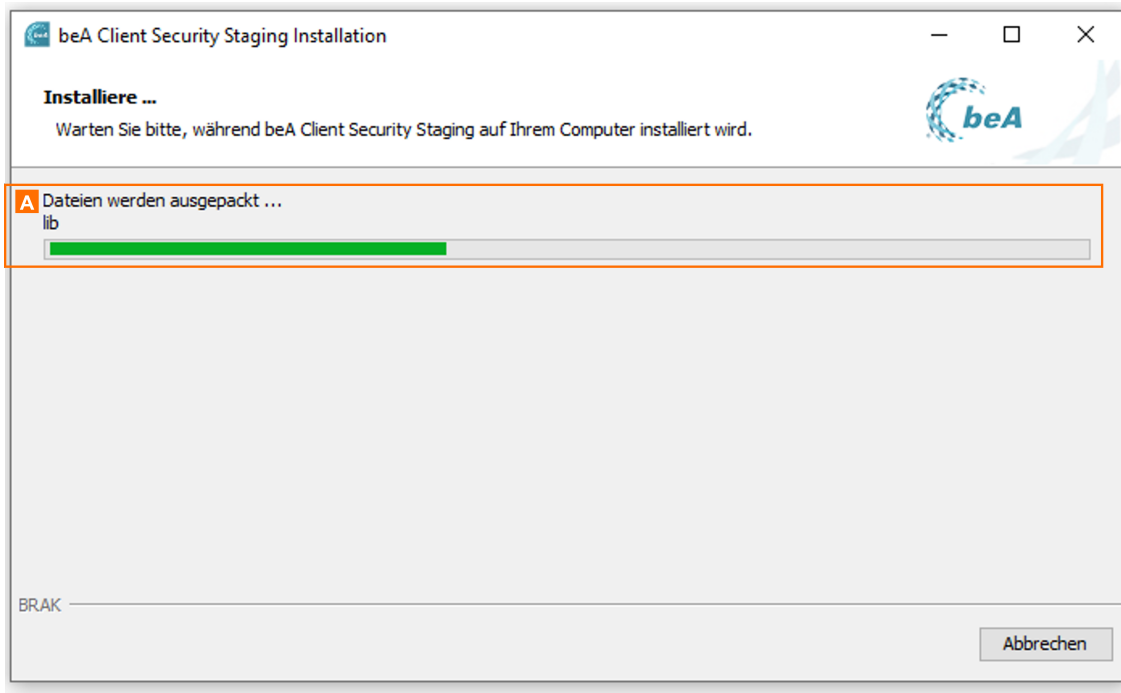 beA Client Security Staging Installation
Installiere ...
Warten Sie bitte, während beA Client Security Staging auf Ihrem Computer installiert wird.
beA
A Dateien werden ausgepackt ...
lib
BRAK
Abbrechen